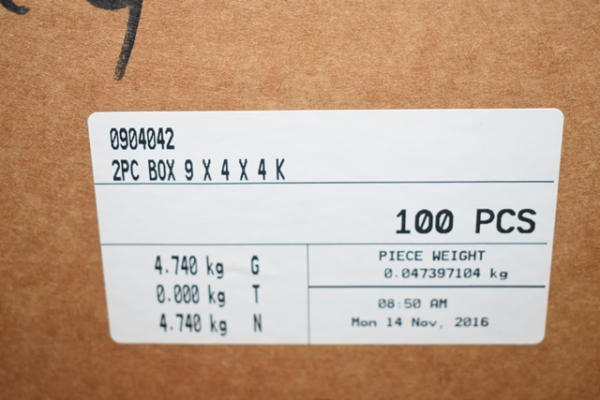 0904042
2PC BOX 9 X 4 X 4 K
100 PCS
4.740 kg G
0.000 kg T
4.740 kg N
PIECE WEIGHT
0.047397104 kg
08:50 AM
Mon 14 Nov. 2016